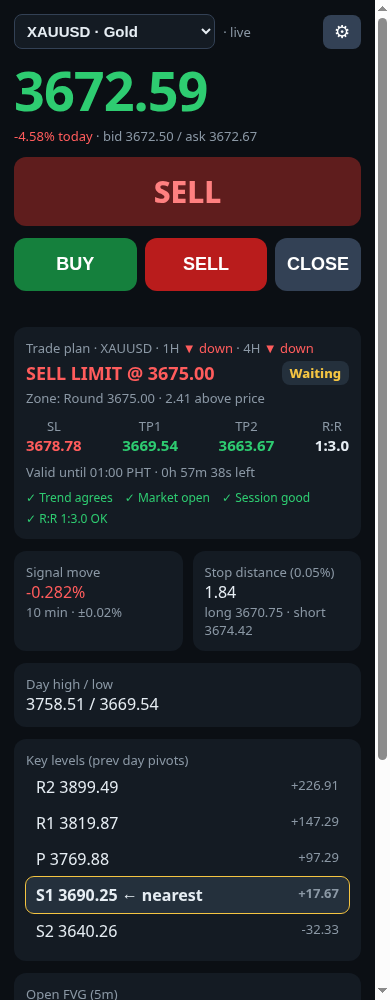 XAUUSD · Gold · live ⚙
3672.59
-4.58% today · bid 3672.50 / ask 3672.67
SELL
BUY SELL CLOSE
Trade plan · XAUUSD · 1H ▼ down · 4H ▼ down
SELL LIMIT @ 3675.00 Waiting
Zone: Round 3675.00 · 2.41 above price
SL TP1 TP2 R:R
3678.78 3669.54 3663.67 1:3.0
Valid until 01:00 PHT · 0h 57m 38s left
✓ Trend agrees ✓ Market open ✓ Session good
✓ R:R 1:3.0 OK
Signal move
-0.282%
10 min · ±0.02%
Stop distance (0.05%)
1.84
long 3670.75 · short
3674.42
Day high / low
3758.51 / 3669.54
Key levels (prev day pivots)
R2 3899.49 +226.91
R1 3819.87 +147.29
P 3769.88 +97.29
S1 3690.25 ← nearest +17.67
S2 3640.26 -32.33
Open FVG (5m)